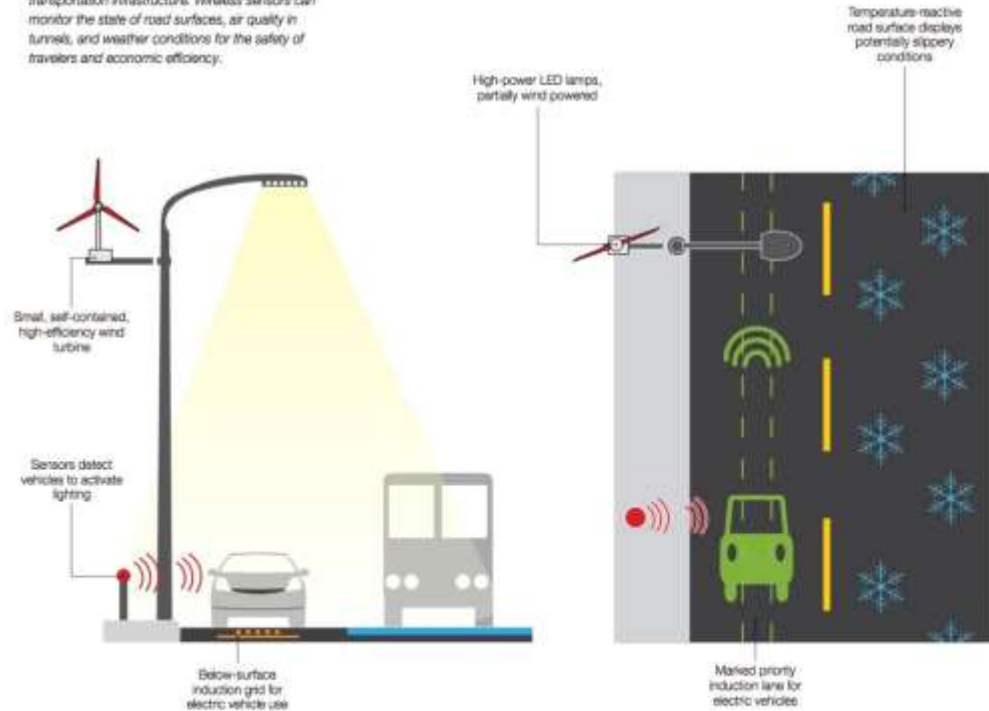 transportation infrastructure. Wireless sensors can
monitor the state of road surfaces, air quality in
tunnels, and weather conditions for the safety of
travelers and economic efficiency.
Temperature-reactive
road surface displays
potentially slippery
conditions
High-power LED lamps,
partially wind powered
Small, self-contained,
high-efficiency wind
turbine
Sensors detect
vehicles to activate
lighting
Below-surface
induction grid for
electric vehicle use
Marked priority
induction lane for
electric vehicles